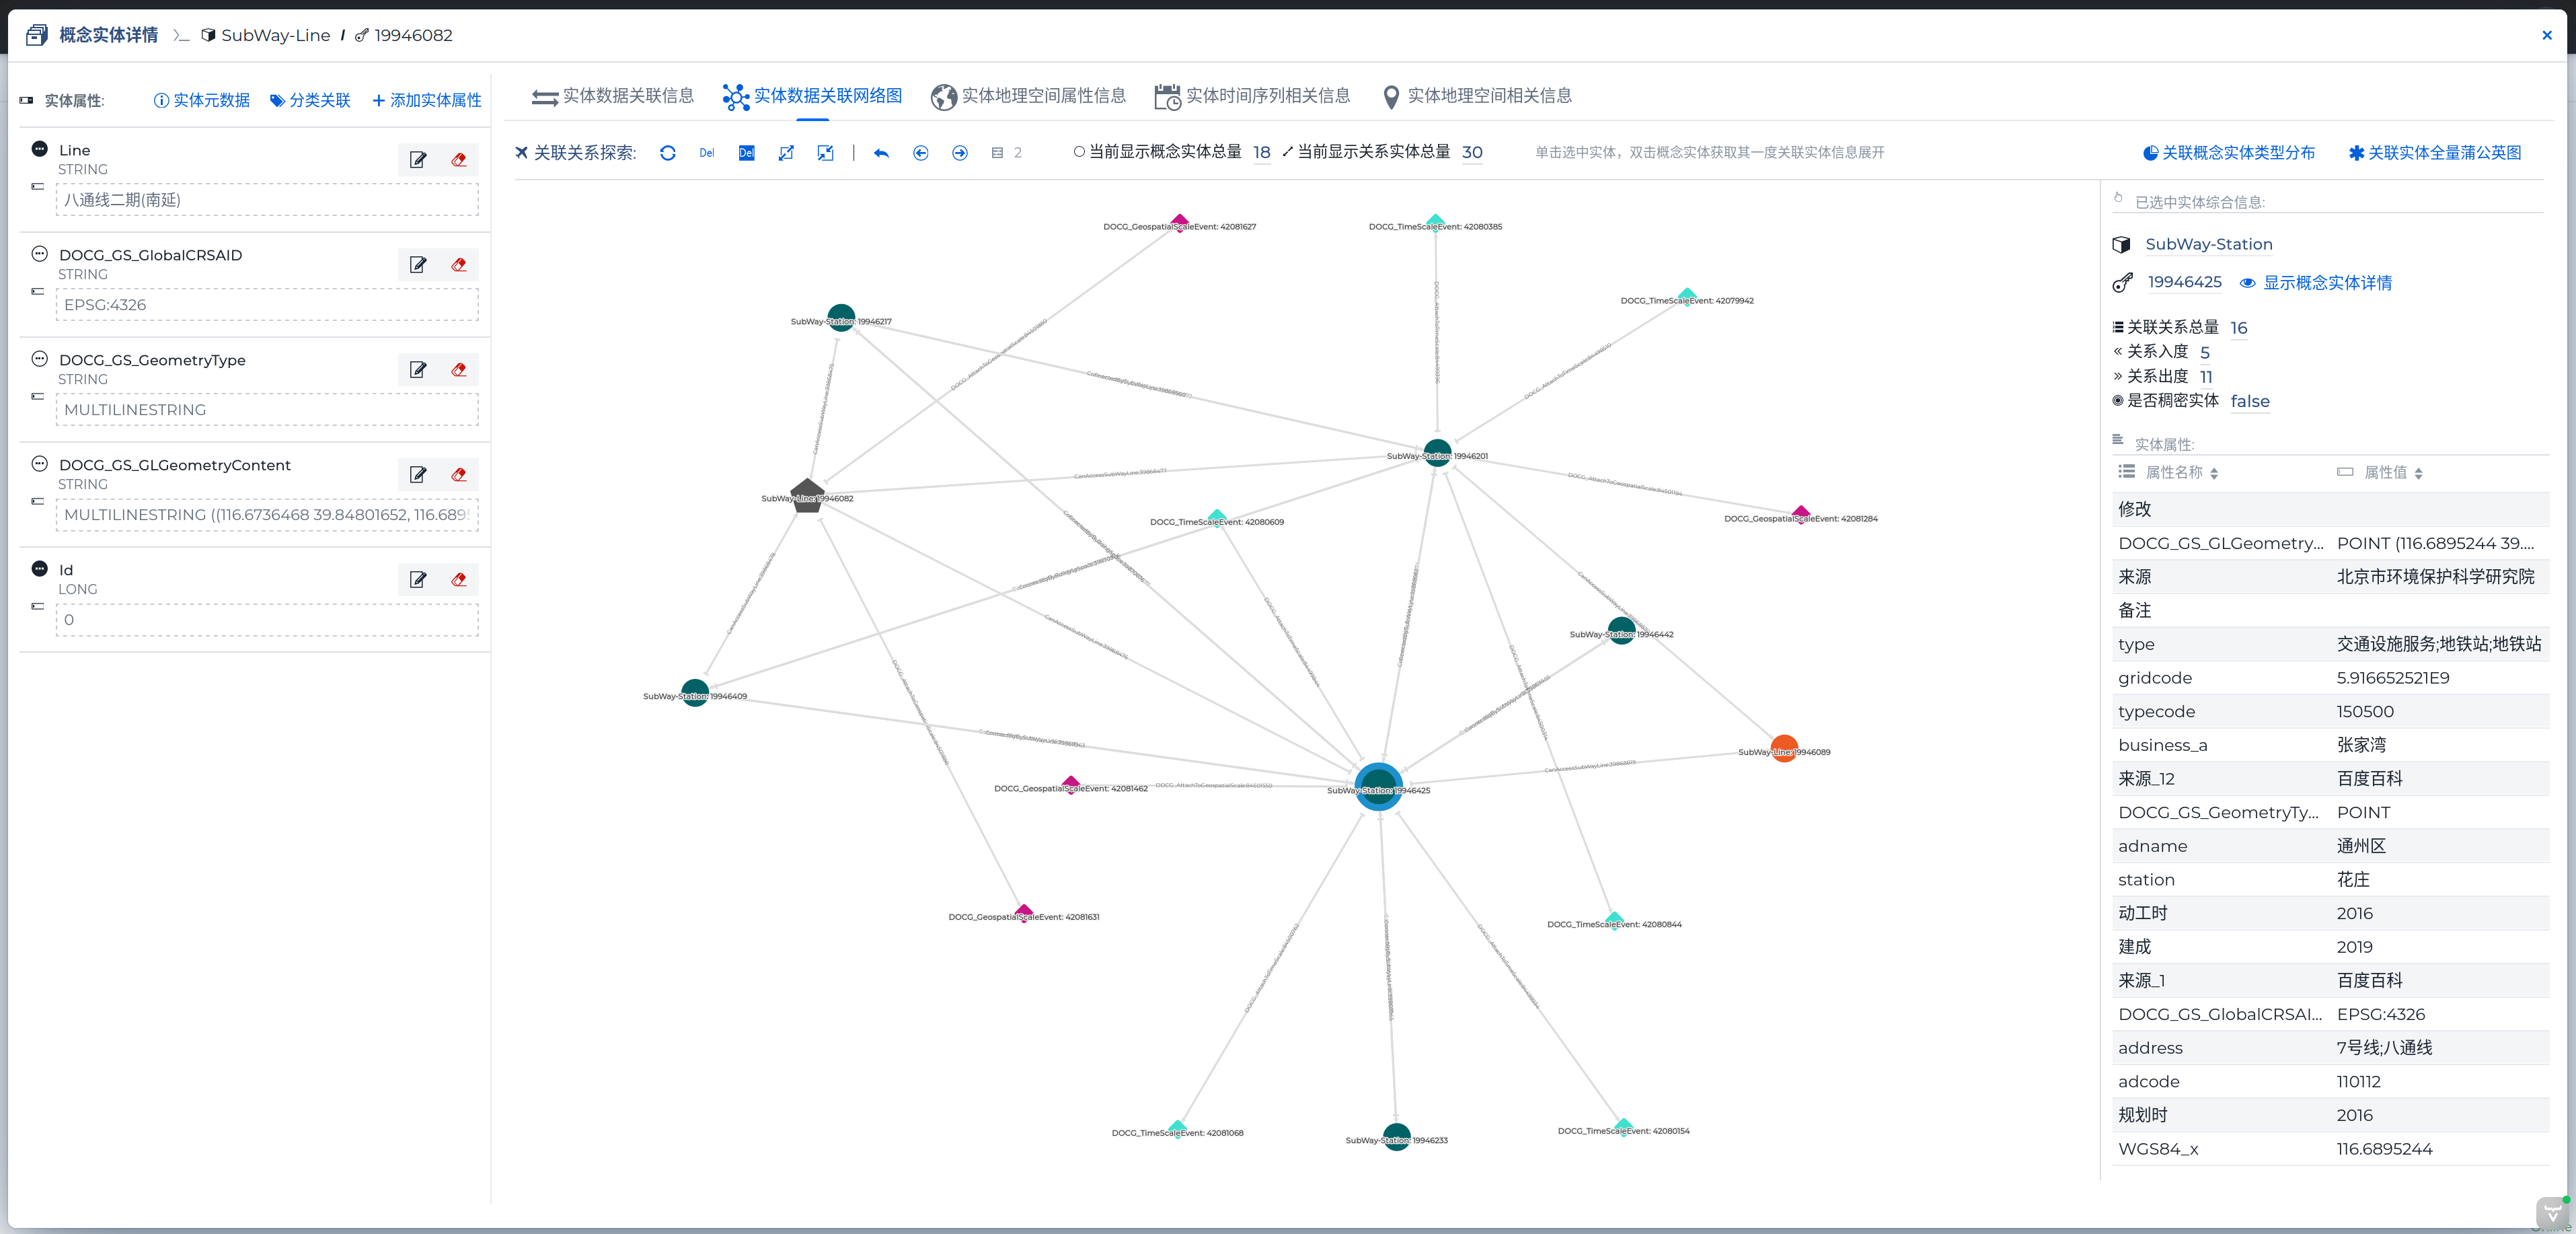 概念实体详情 SubWay-Line / 19946082
实体属性: 实体元数据 分类关联 添加实体属性
Line
STRING
八通线二期(南延)
DOCG_GS_GlobalCRSAID
STRING
EPSG:4326
DOCG_GS_GeometryType
STRING
MULTILINESTRING
DOCG_GS_GLGeometryContent
STRING
MULTILINESTRING ((116.6736468 39.84801652, 116.689
Id
LONG
0
实体数据关联信息 实体数据关联网络图 实体地理空间属性信息 实体时间序列相关信息 实体地理空间相关信息
关联关系探索: Del Del 2 当前显示概念实体总量 18 当前显示关系实体总量 30 单击选中实体，双击概念实体获取其一度关联实体信息展开 关联概念实体类型分布 关联实体全量蒲公英图
DOCG_GeospatialScaleEvent: 42081627
DOCG_TimeScaleEvent: 42080385
DOCG_TimeScaleEvent: 42079942
SubWay-Station: 19946217
SubWay-Station: 19946201
SubWay-Line: 19946082
DOCG_TimeScaleEvent: 42080609
DOCG_GeospatialScaleEvent: 42081284
SubWay-Station: 19946442
SubWay-Station: 19946409
SubWay-Line: 19946089
DOCG_GeospatialScaleEvent: 42081462
SubWay-Station: 19946425
DOCG_GeospatialScaleEvent: 42081631
DOCG_TimeScaleEvent: 42080844
DOCG_TimeScaleEvent: 42081068
SubWay-Station: 19946233
DOCG_TimeScaleEvent: 42080154
已选中实体综合信息:
SubWay-Station
19946425 显示概念实体详情
关联关系总量 16
关系入度 5
关系出度 11
是否稠密实体 false
实体属性:
属性名称 属性值
修改
DOCG_GS_GLGeometry... POINT (116.6895244 39....
来源 北京市环境保护科学研究院
备注
type 交通设施服务;地铁站;地铁站
gridcode 5.916652521E9
typecode 150500
business_a 张家湾
来源_12 百度百科
DOCG_GS_GeometryTy... POINT
adname 通州区
station 花庄
动工时 2016
建成 2019
来源_1 百度百科
DOCG_GS_GlobalCRSAI... EPSG:4326
address 7号线;八通线
adcode 110112
规划时 2016
WGS84_x 116.6895244